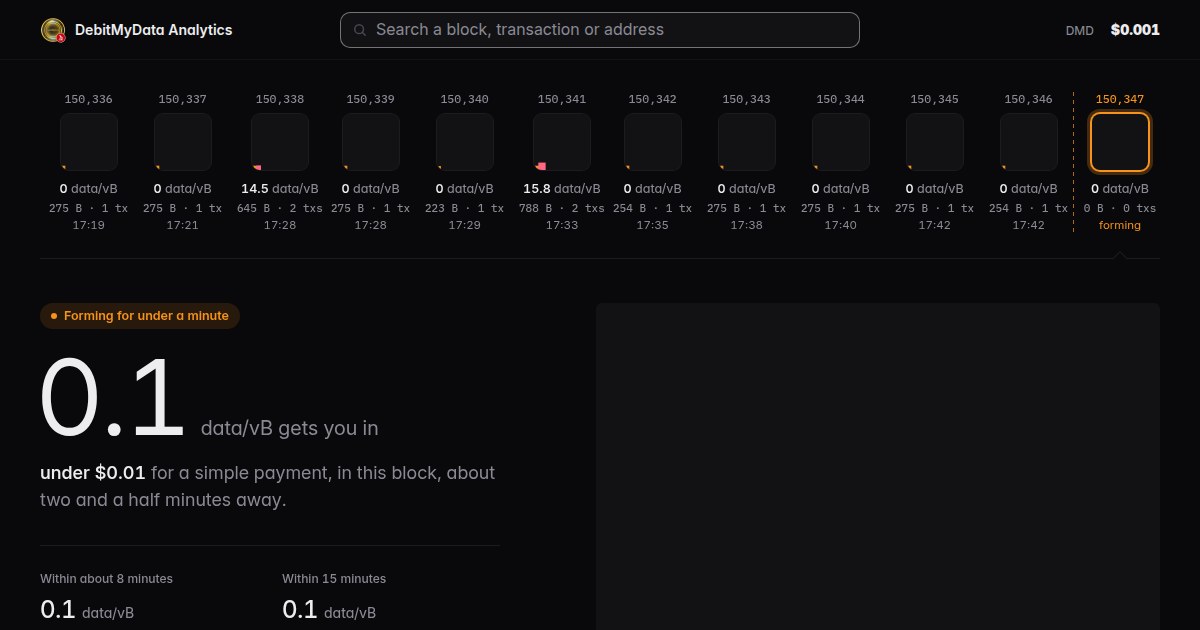 DebitMyData Analytics
Search a block, transaction or address
DMD $0.001
150,336 150,337 150,338 150,339 150,340 150,341 150,342 150,343 150,344 150,345 150,346 150,347
0 data/vB 0 data/vB 14.5 data/vB 0 data/vB 0 data/vB 15.8 data/vB 0 data/vB 0 data/vB 0 data/vB 0 data/vB 0 data/vB 0 data/vB
275 B · 1 tx 275 B · 1 tx 645 B · 2 txs 275 B · 1 tx 223 B · 1 tx 788 B · 2 txs 254 B · 1 tx 275 B · 1 tx 275 B · 1 tx 275 B · 1 tx 254 B · 1 tx 0 B · 0 txs
17:19 17:21 17:28 17:28 17:29 17:33 17:35 17:38 17:40 17:42 17:42 forming
Forming for under a minute
0.1 data/vB gets you in
under $0.01 for a simple payment, in this block, about
two and a half minutes away.
Within about 8 minutes Within 15 minutes
0.1 data/vB 0.1 data/vB